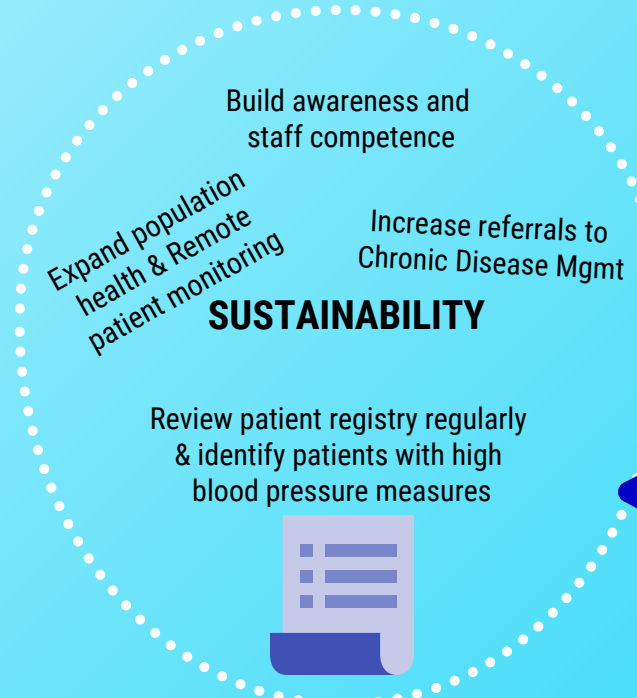 Build awareness and
staff competence
Expand population
health & Remote
patient monitoring
Increase referrals to
Chronic Disease Mgmt
SUSTAINABILITY
Review patient registry regularly
& identify patients with high
blood pressure measures